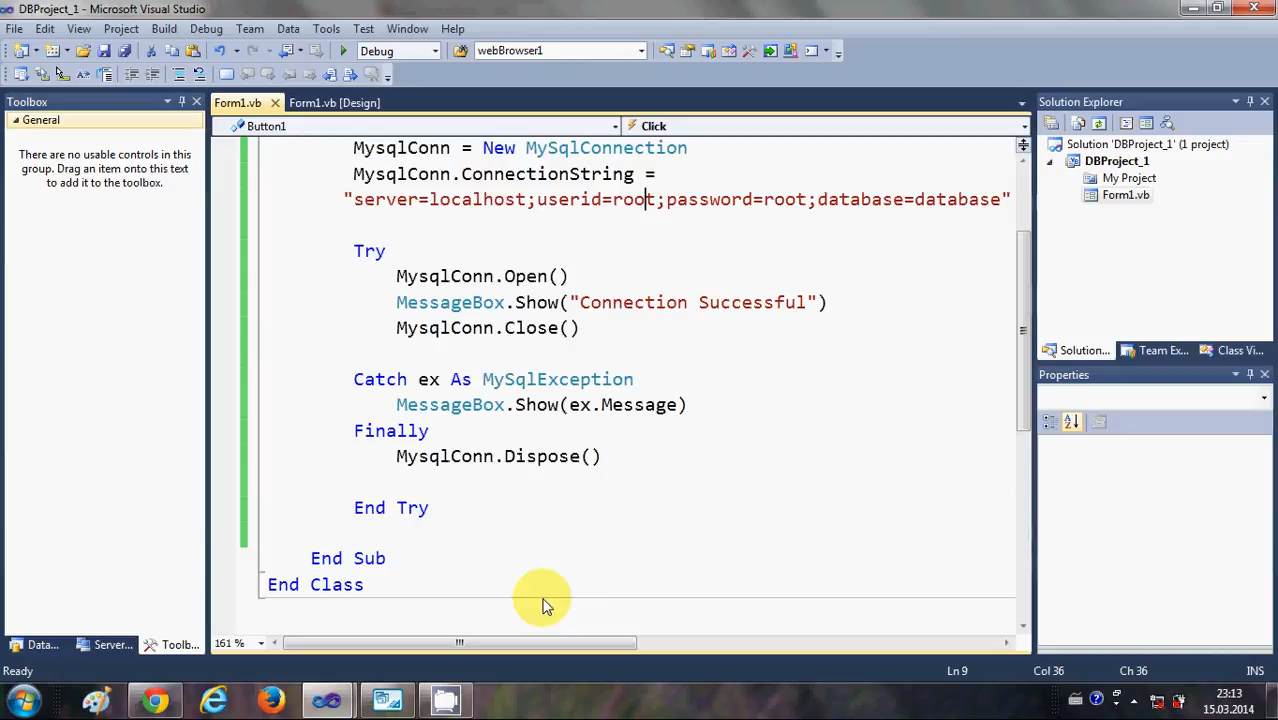 DBProject_1 - Microsoft Visual Studio
File Edit View Project Build Debug Team Data Tools Test Window Help
Debug webBrowser1
Toolbox
General
There are no usable controls in this
group. Drag an item onto this text
to add it to the toolbox.
Data... Server... Toolb...
Form1.vb Form1.vb [Design]
Button1 Click
MysqlConn = New MySqlConnection
MysqlConn.ConnectionString =
"server=localhost;userid=root;password=root;database=database"
Try
MysqlConn.Open()
MessageBox.Show("Connection Successful")
MysqlConn.Close()
Catch ex As MySqlException
MessageBox.Show(ex.Message)
Finally
MysqlConn.Dispose()
End Try
End Sub
End Class
161 %
Solution Explorer
Solution 'DBProject_1' (1 project)
DBProject_1
My Project
Form1.vb
Solution... Team Ex... Class Vi...
Properties
Ready Ln 9 Col 36 Ch 36 INS
23:13
15.03.2014